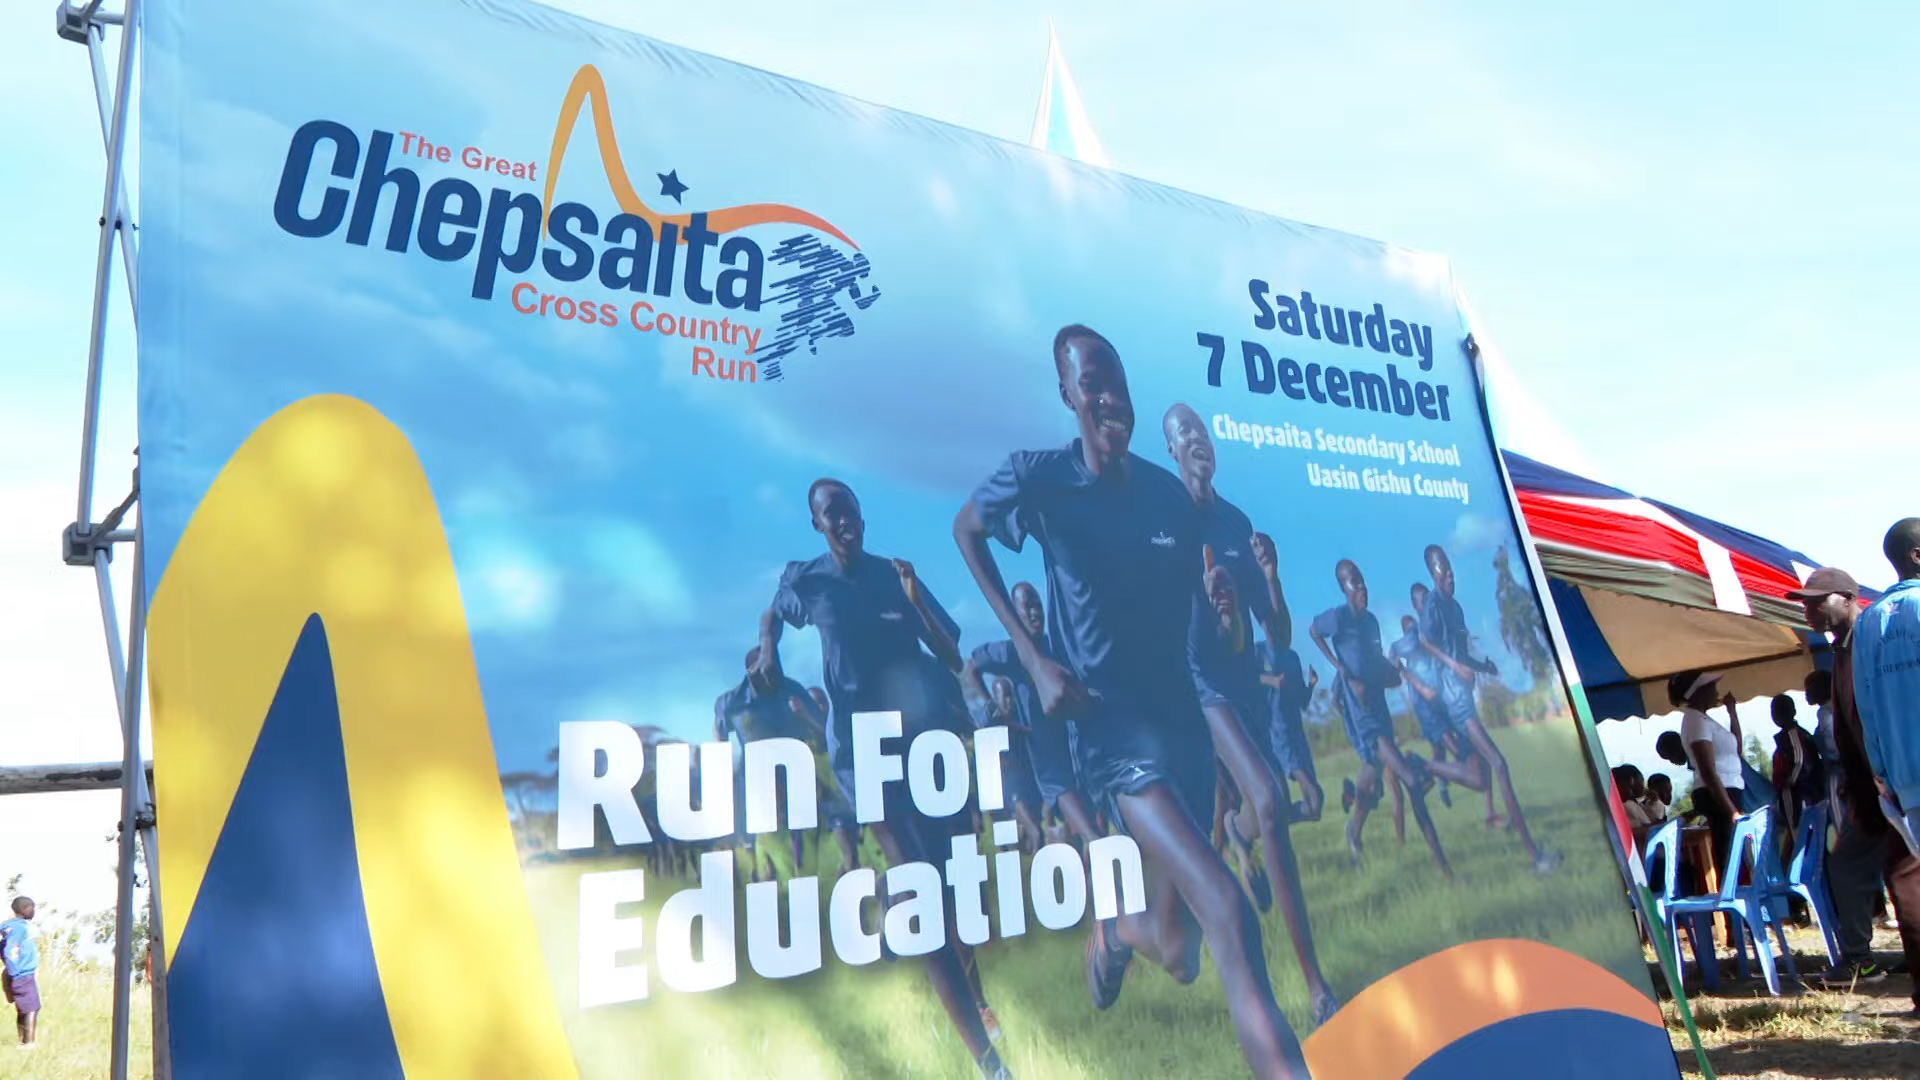 The Great
Chepsaita
Cross Country
Run
Saturday
7 December
Chepsaita Secondary School
Uasin Gishu County
Run For
Education